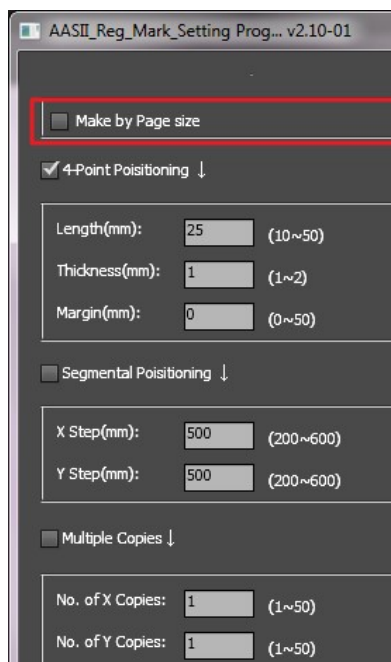 AASII_Reg_Mark_Setting Prog... v2.10-01
Make by Page size
4-Point Poisitioning ↓
Length(mm): 25 (10~50)
Thickness(mm): 1 (1~2)
Margin(mm): 0 (0~50)
Segmental Poisitioning ↓
X Step(mm): 500 (200~600)
Y Step(mm): 500 (200~600)
Multiple Copies ↓
No. of X Copies: 1 (1~50)
No. of Y Copies: 1 (1~50)